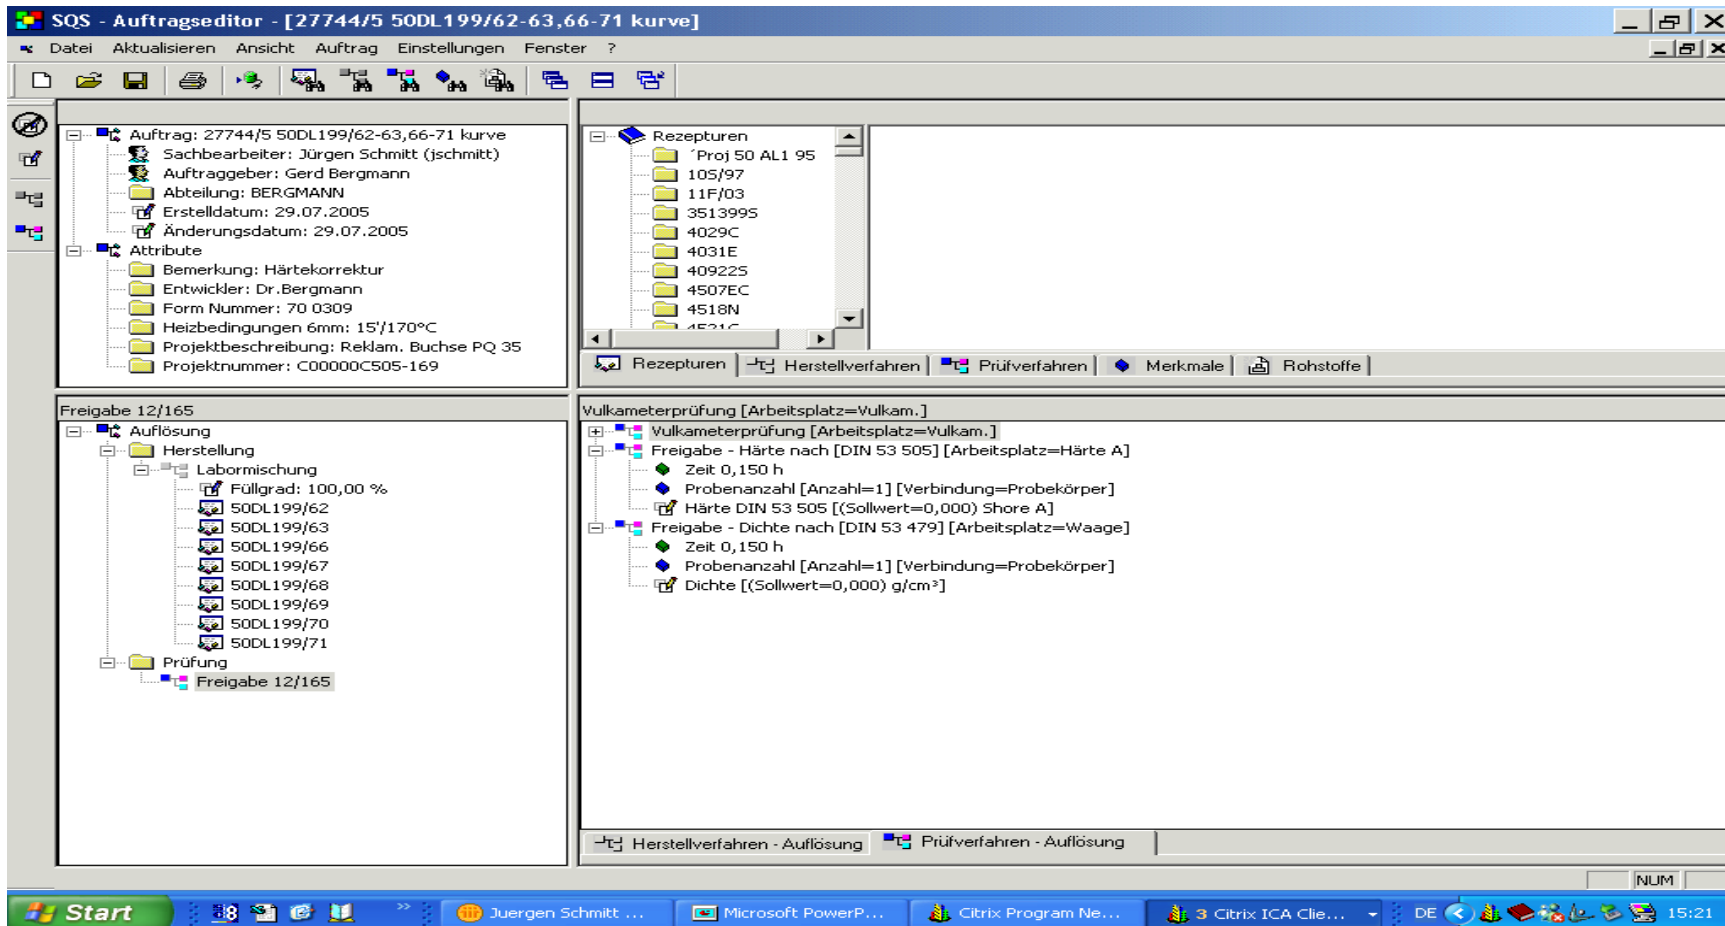 SQS - Auftragseditor - [27744/5 50DL199/62-63,66-71 kurve]
Datei Aktualisieren Ansicht Auftrag Einstellungen Fenster ?
Auftrag: 27744/5 50DL199/62-63,66-71 kurve
Sachbearbeiter: Jürgen Schmitt (jschmitt)
Auftraggeber: Gerd Bergmann
Abteilung: BERGMANN
Erstelldatum: 29.07.2005
Änderungsdatum: 29.07.2005
Attribute
Bemerkung: Härtekorrektur
Entwickler: Dr.Bergmann
Form Nummer: 70 0309
Heizbedingungen 6mm: 15'/170°C
Projektbeschreibung: Reklam. Buchse PQ 35
Projektnummer: C00000C505-169
Rezepturen
´Proj 50 AL1 95
105/97
11F/03
351399S
4029C
4031E
40922S
4507EC
4518N
4521C
Rezepturen Herstellverfahren Prüfverfahren Merkmale Rohstoffe
Freigabe 12/165
Auflösung
Herstellung
Labormischung
Füllgrad: 100,00 %
50DL199/62
50DL199/63
50DL199/66
50DL199/67
50DL199/68
50DL199/69
50DL199/70
50DL199/71
Prüfung
Freigabe 12/165
Vulkameterprüfung [Arbeitsplatz=Vulkam.]
Vulkameterprüfung [Arbeitsplatz=Vulkam.]
Freigabe - Härte nach [DIN 53 505] [Arbeitsplatz=Härte A]
Zeit 0,150 h
Probenanzahl [Anzahl=1] [Verbindung=Probekörper]
Härte DIN 53 505 [(Sollwert=0,000) Shore A]
Freigabe - Dichte nach [DIN 53 479] [Arbeitsplatz=Waage]
Zeit 0,150 h
Probenanzahl [Anzahl=1] [Verbindung=Probekörper]
Dichte [(Sollwert=0,000) g/cm³]
Herstellverfahren - Auflösung Prüfverfahren - Auflösung
NUM
Start Juergen Schmitt ... Microsoft PowerP... Citrix Program Ne... 3 Citrix ICA Clie... DE 15:21